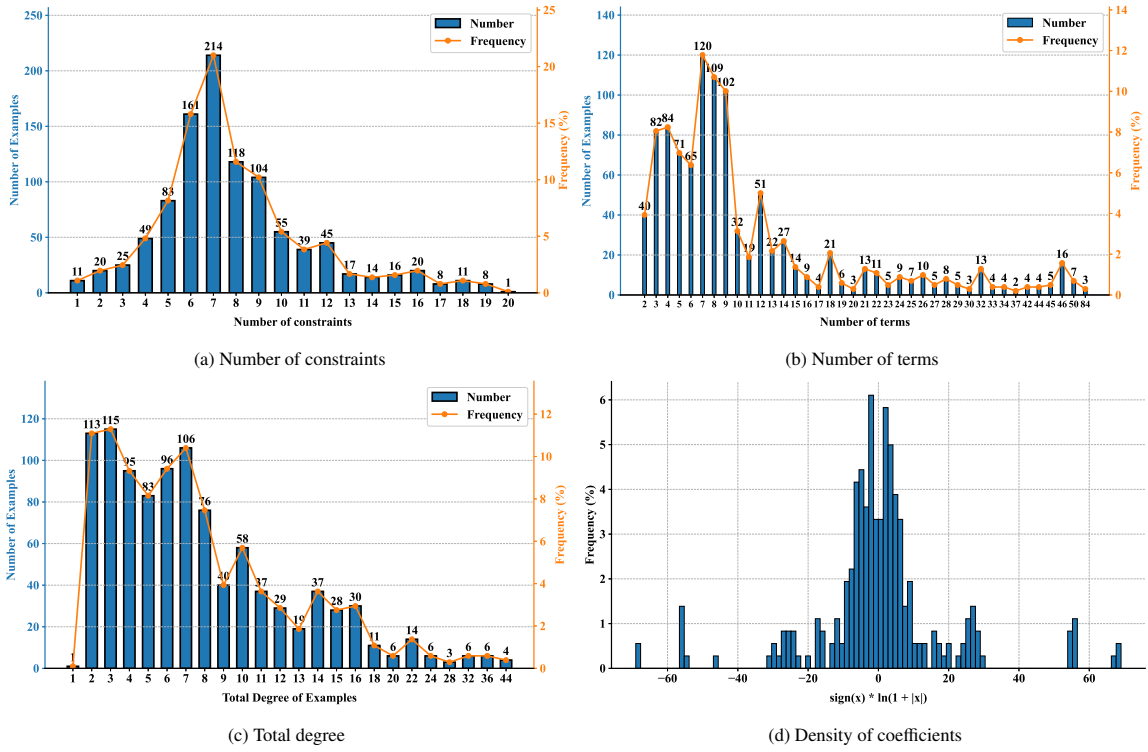 250
200
150
100
50
0
Number of Examples
25
20
15
10
5
0
Frequency (%)
Number
Frequency
11 20 25 49 83 161 214 118 104 55 39 45 17 14 16 20 8 11 8 1
1 2 3 4 5 6 7 8 9 10 11 12 13 14 15 16 17 18 19 20
Number of constraints
(a) Number of constraints
140
120
100
80
60
40
20
0
Number of Examples
14
12
10
8
6
4
2
0
Frequency (%)
Number
Frequency
40 82 84 71 65 120 109 102 32 19 51 22 27 14 9 4 21 6 3 13 11 5 9 7 10 5 8 5 3 13 4 4 2 4 4 5 16 7 3
2 3 4 5 6 7 8 9 10 11 12 13 14 15 16 17 18 19 20 21 22 23 24 25 26 27 28 29 30 32 33 34 37 42 44 45 46 50 84
Number of terms
(b) Number of terms
120
100
80
60
40
20
0
Number of Examples
12
10
8
6
4
2
0
Frequency (%)
Number
Frequency
1 113 115 95 83 96 106 76 40 58 37 29 19 37 28 30 11 6 14 6 3 6 6 4
1 2 3 4 5 6 7 8 9 10 11 12 13 14 15 16 18 20 22 24 28 32 36 44
Total Degree of Examples
(c) Total degree
6
5
4
3
2
1
0
Frequency (%)
−60 −40 −20 0 20 40 60
sign(x) * ln(1 + |x|)
(d) Density of coefficients